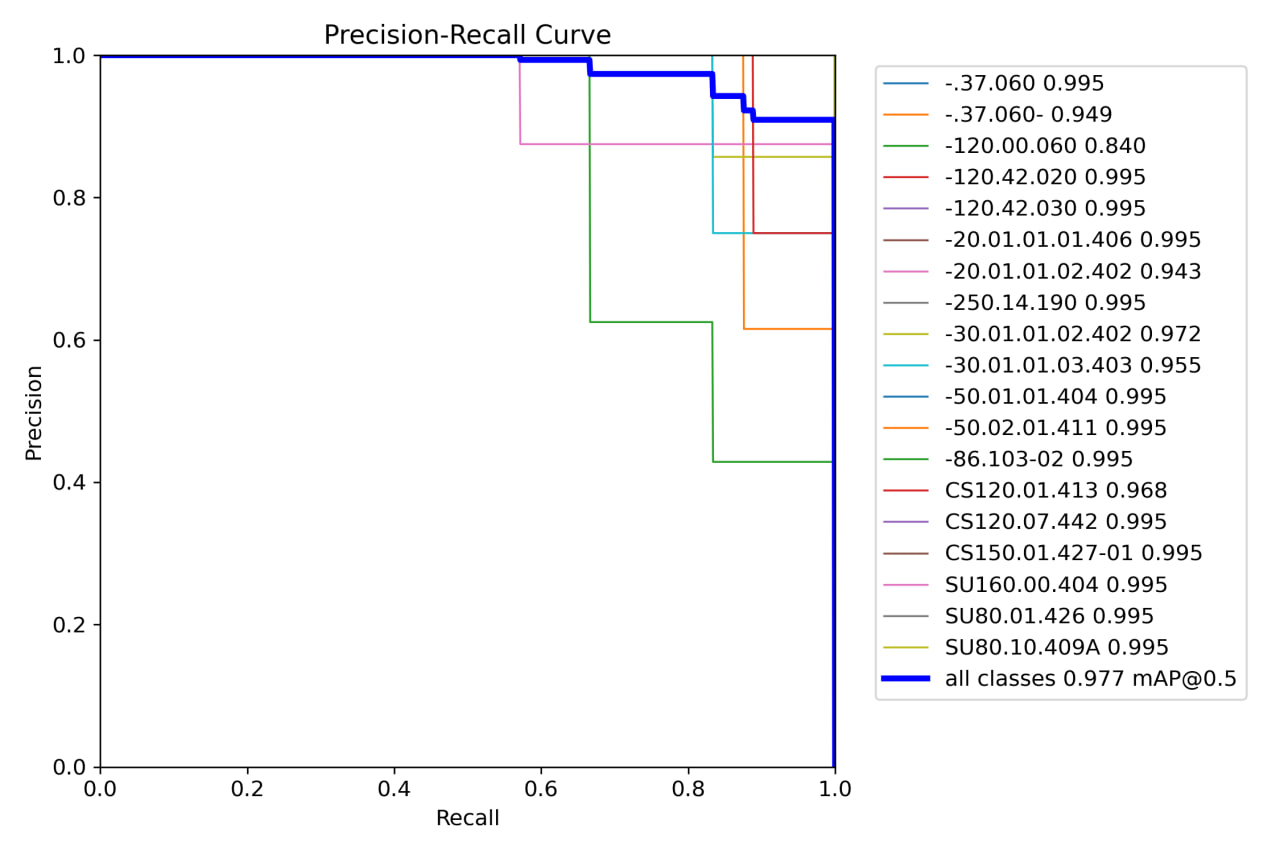 Precision-Recall Curve
1.0
0.8
0.6
0.4
0.2
0.0
Precision
0.0 0.2 0.4 0.6 0.8 1.0
Recall
-.37.060 0.995
-.37.060- 0.949
-120.00.060 0.840
-120.42.020 0.995
-120.42.030 0.995
-20.01.01.01.406 0.995
-20.01.01.02.402 0.943
-250.14.190 0.995
-30.01.01.02.402 0.972
-30.01.01.03.403 0.955
-50.01.01.404 0.995
-50.02.01.411 0.995
-86.103-02 0.995
CS120.01.413 0.968
CS120.07.442 0.995
CS150.01.427-01 0.995
SU160.00.404 0.995
SU80.01.426 0.995
SU80.10.409A 0.995
all classes 0.977 mAP@0.5